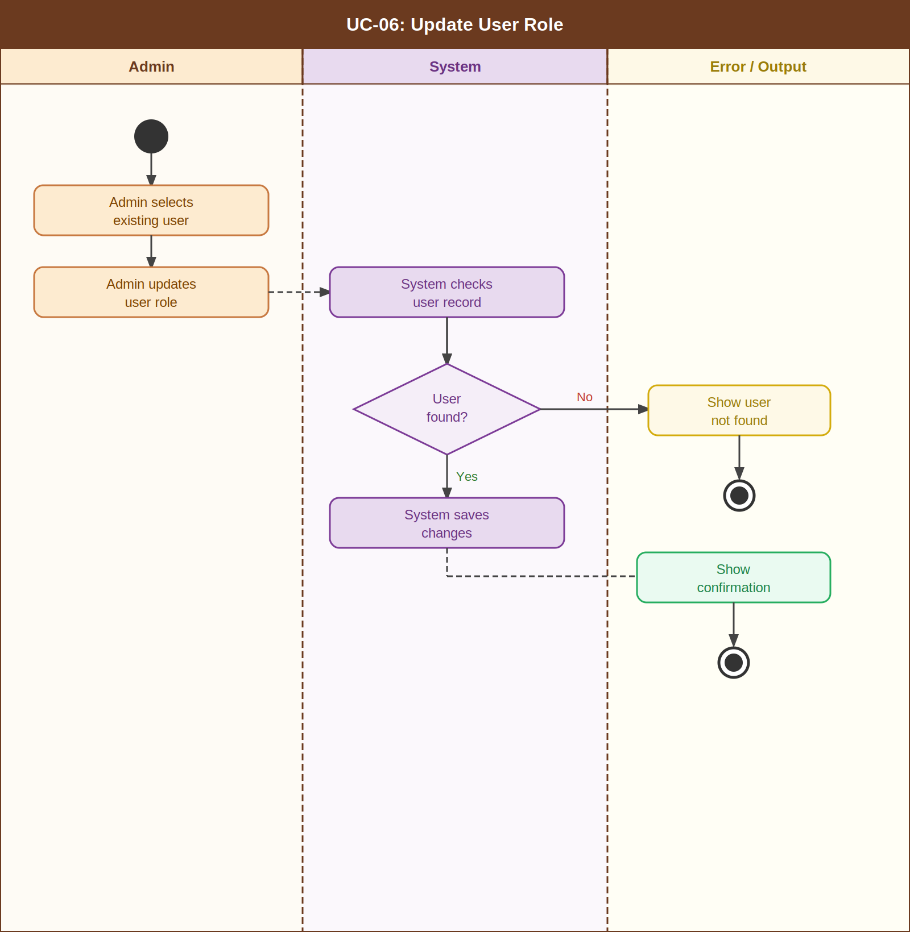 UC-06: Update User Role
Admin
System
Error / Output
Admin selects
existing user
Admin updates
user role
System checks
user record
User
found?
No
Show user
not found
Yes
System saves
changes
Show
confirmation